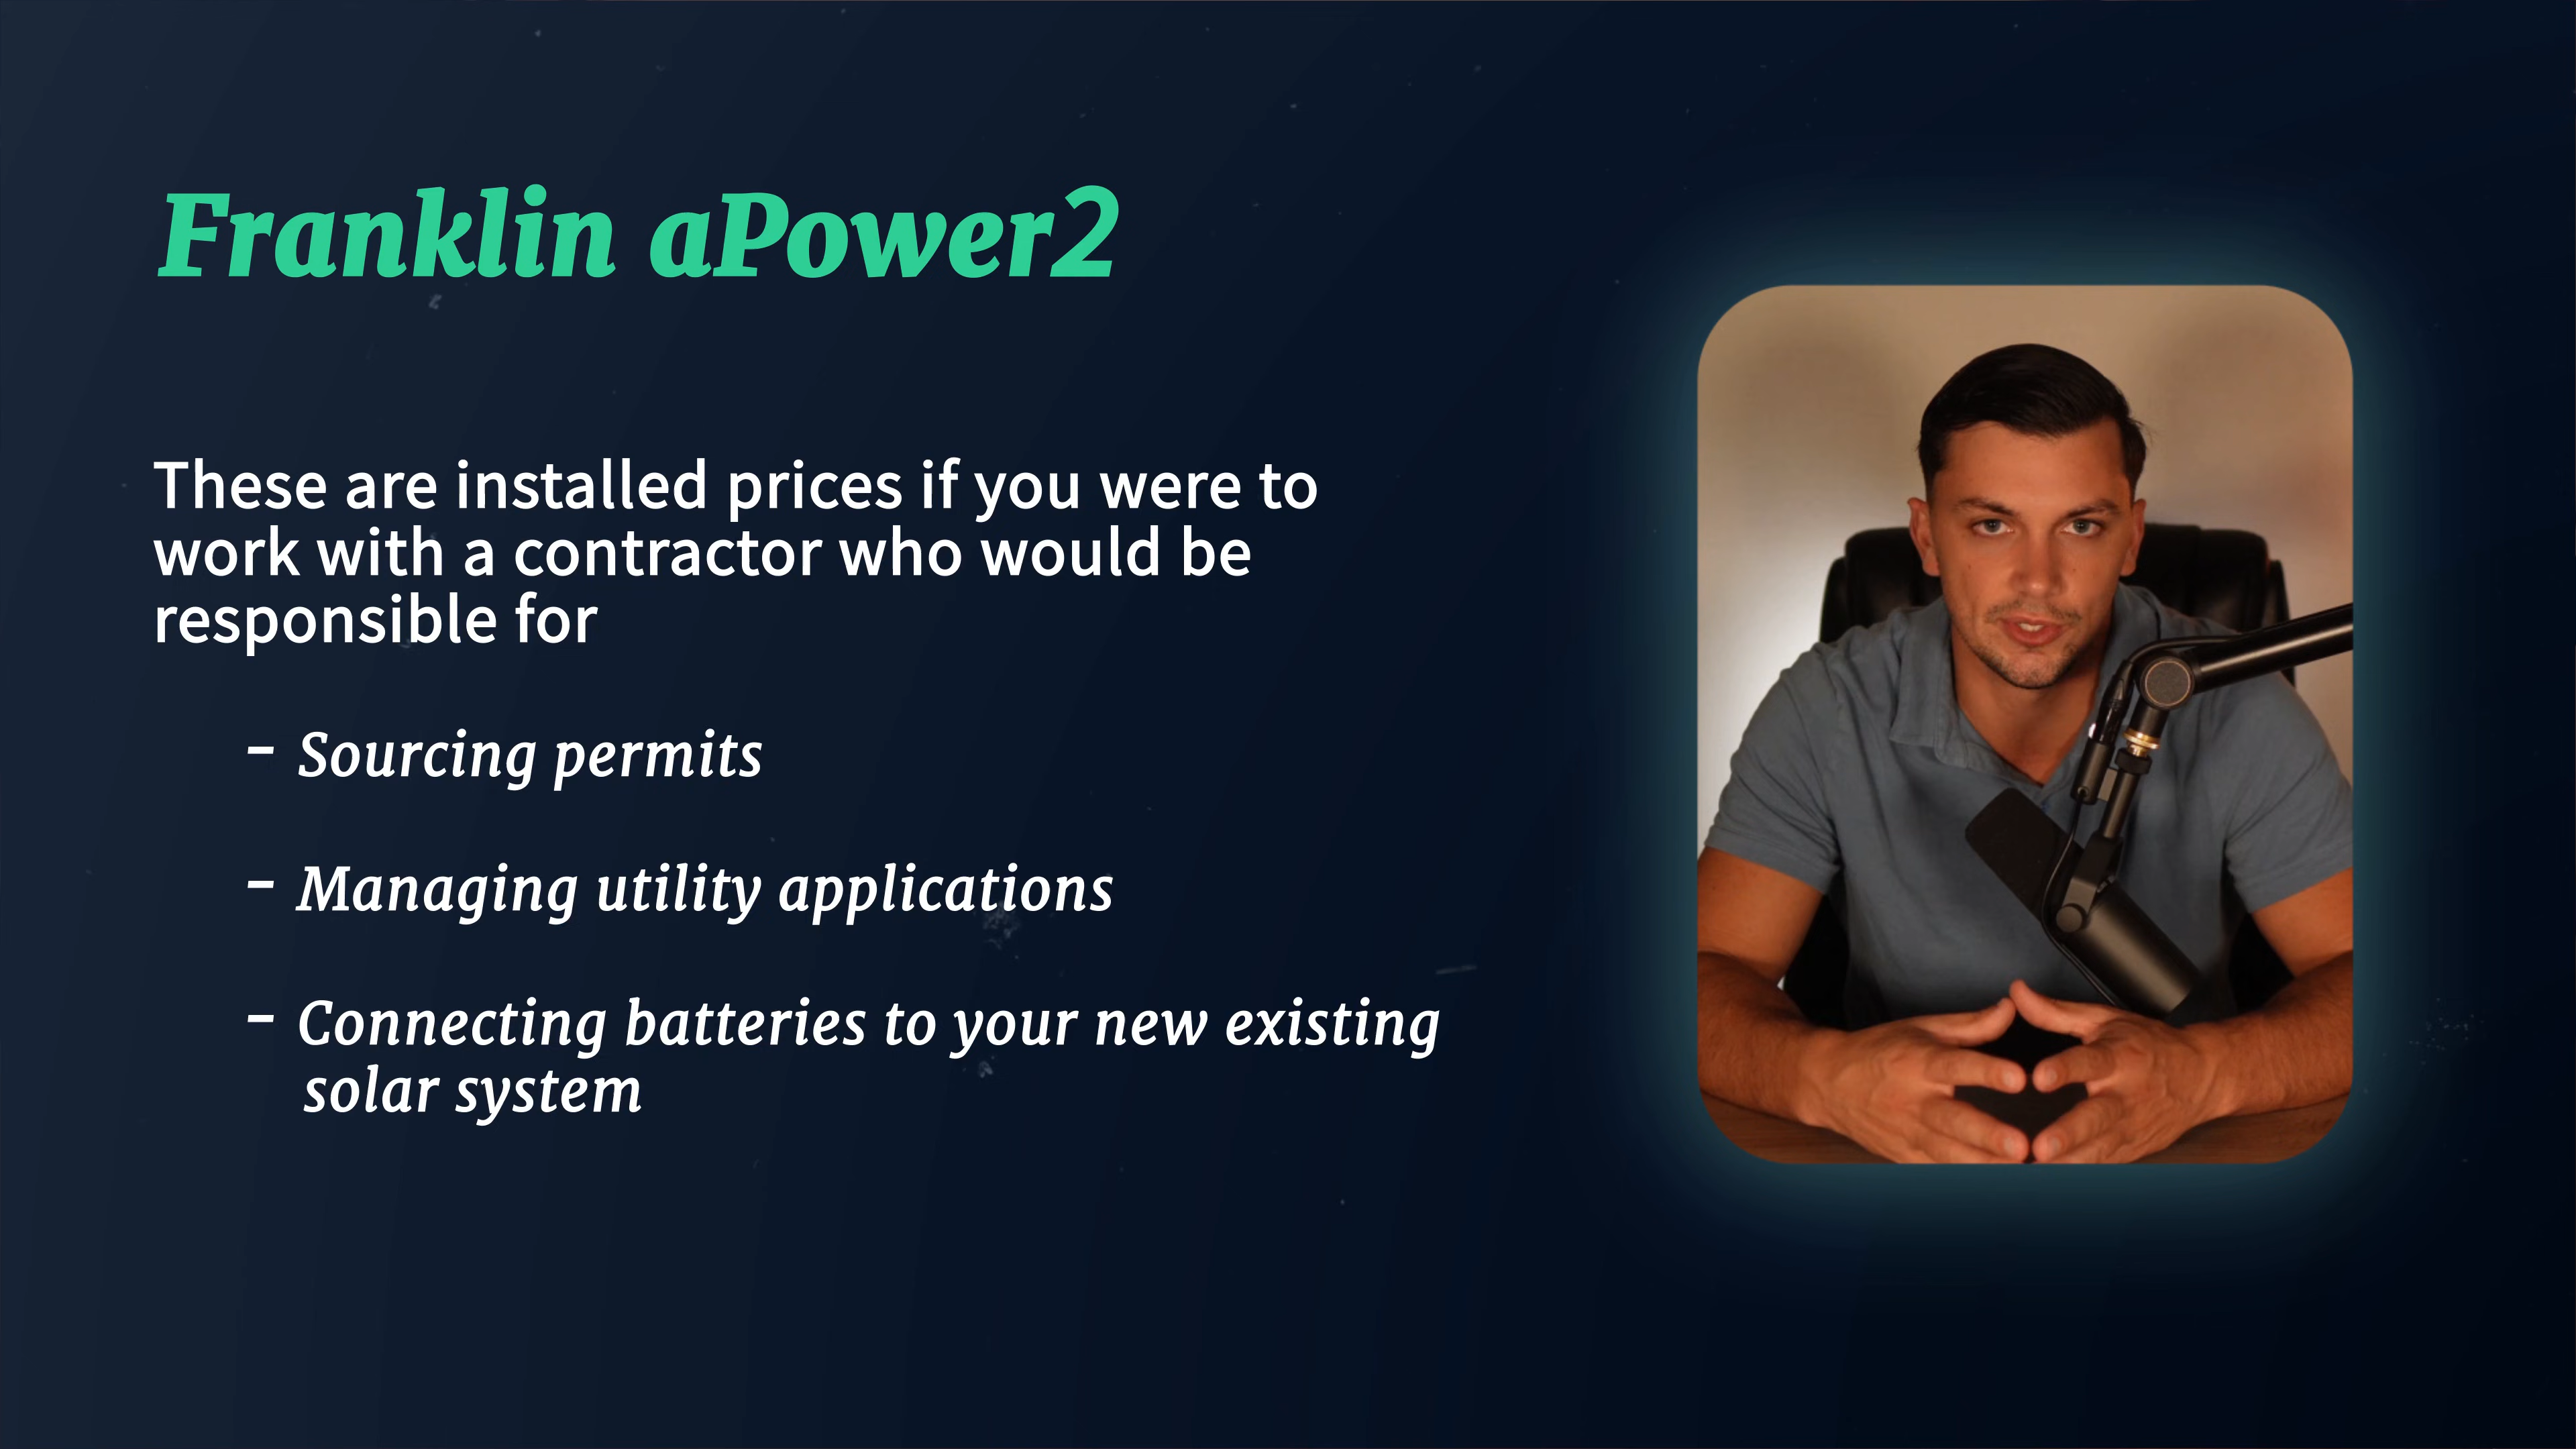 Franklin aPower2
These are installed prices if you were to
work with a contractor who would be
responsible for
- Sourcing permits
- Managing utility applications
- Connecting batteries to your new existing
solar system